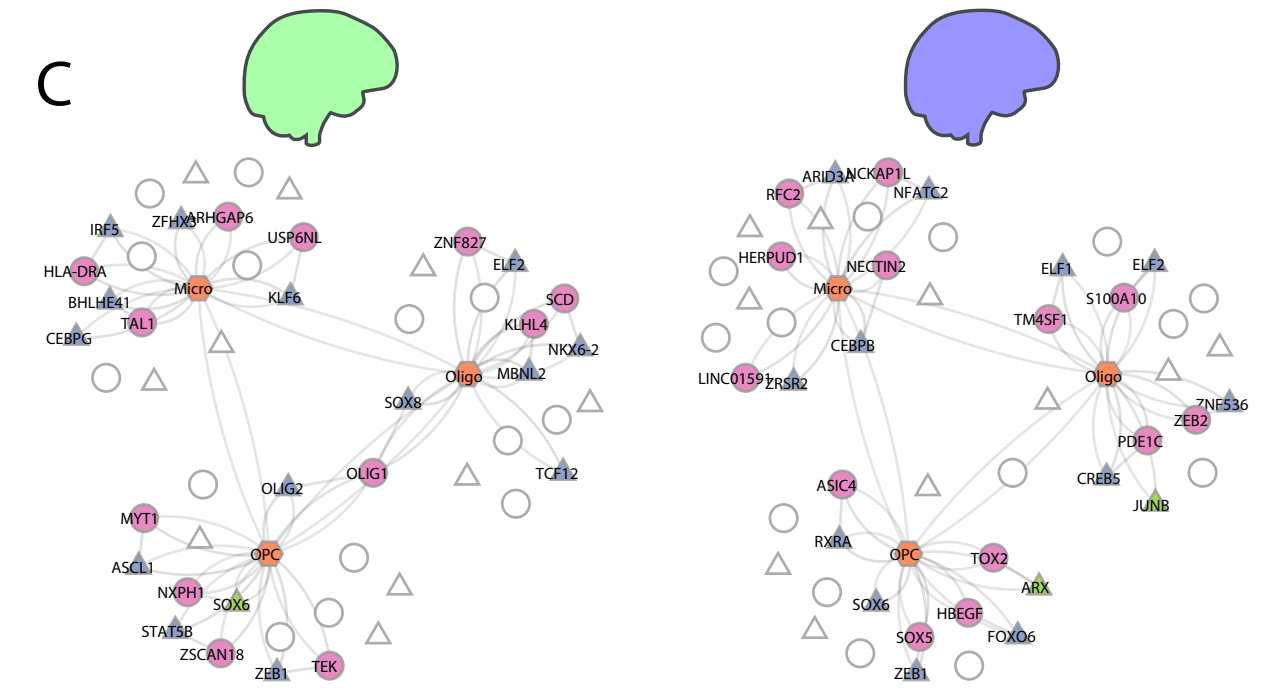 C
ZFHX3
ARHGAP6
IRF5
USP6NL
HLA-DRA
Micro
BHLHE41
KLF6
TAL1
CEBPG
ZNF827
ELF2
SCD
KLHL4
NKX6-2
MBNL2
Oligo
SOX8
TCF12
OLIG1
OLIG2
MYT1
OPC
ASCL1
NXPH1
SOX6
STAT5B
ZSCAN18
ZEB1
TEK
ARID3A
NCKAP1L
RFC2
NFATC2
HERPUD1
NECTIN2
Micro
CEBPB
LINC01591
ZRSR2
ELF1
ELF2
S100A10
TM4SF1
Oligo
ZNF536
ZEB2
PDE1C
CREB5
JUNB
ASIC4
RXRA
OPC
TOX2
ARX
SOX6
HBEGF
SOX5
FOXO6
ZEB1